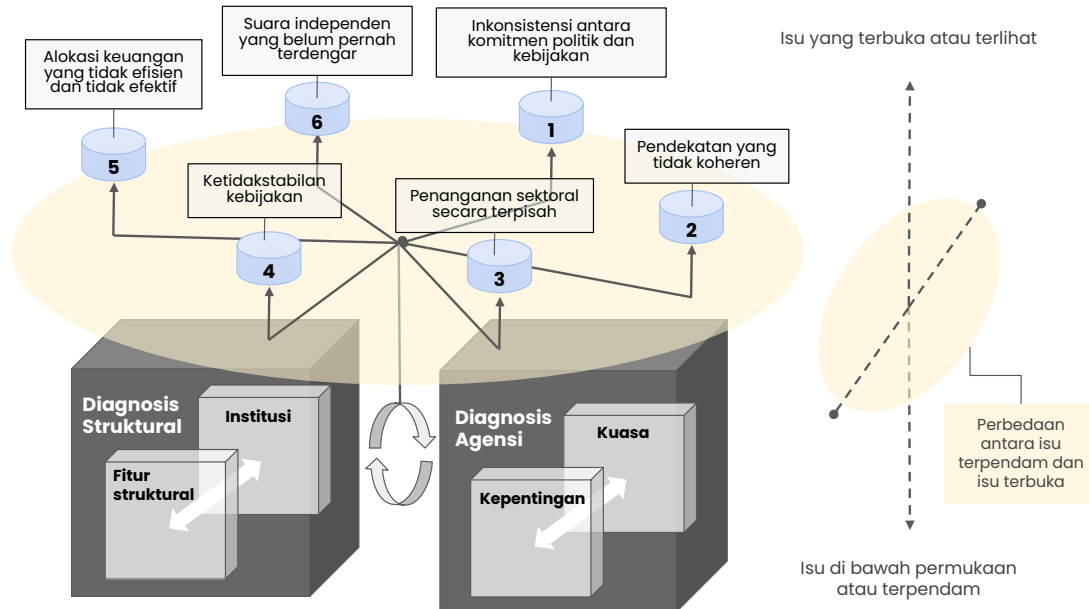 Suara independen
yang belum pernah
terdengar
Inkonsistensi antara
komitmen politik dan
kebijakan
Isu yang terbuka atau terlihat
Alokasi keuangan
yang tidak efisien
dan tidak efektif
6
1
5
Pendekatan yang
tidak koheren
Ketidakstabilan
kebijakan
Penanganan sektoral
secara terpisah
2
4
3
Diagnosis
Struktural
Institusi
Fitur
struktural
Diagnosis
Agensi
Kuasa
Kepentingan
Perbedaan
antara isu
terpendam dan
isu terbuka
Isu di bawah permukaan
atau terpendam